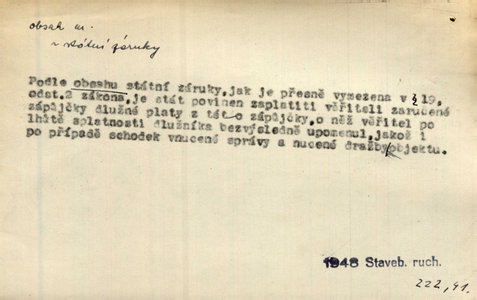 obsah
státní záruky
Podle obsahu státní záruky, jak je přesně vymezena v § 19,
odst.2 zákona, je stát povinen zaplatiti věřiteli zaručené
zápůjčky dlužné platy z této zápůjčky, o něž věřitel po
lhůtě splatnosti dlužníka bezvýsledně upomenul, jakož i
po případě schodek vnucené správy a nucené dražby objektu.
1948 Staveb. ruch.
222,41.